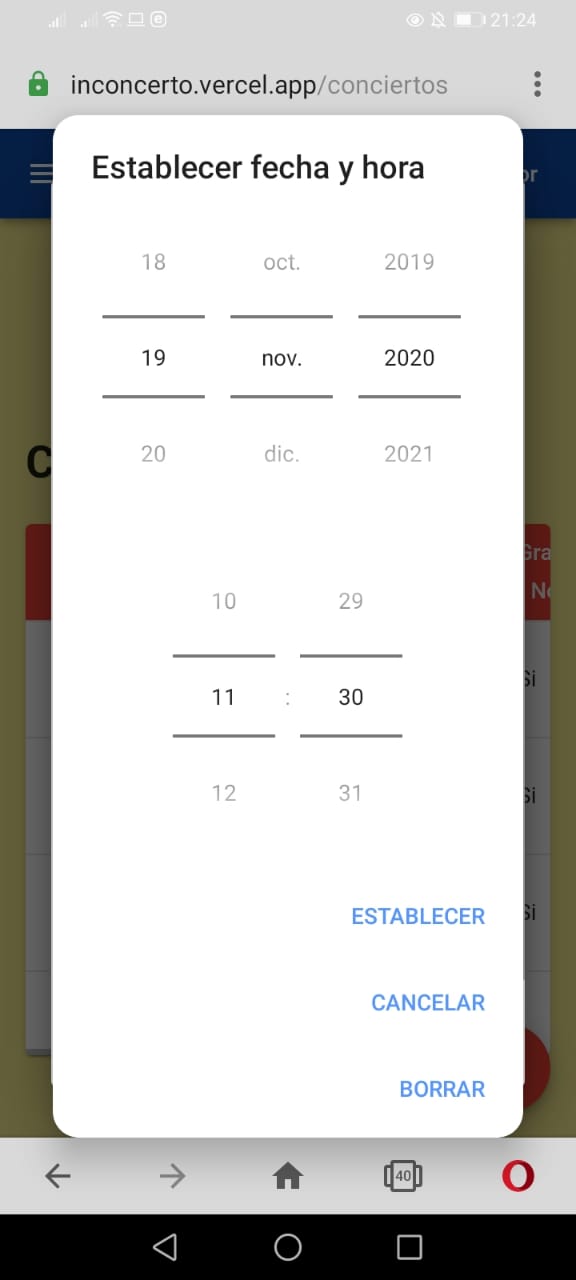 21:24
inconcerto.vercel.app/conciertos
Establecer fecha y hora
18 oct. 2019
19 nov. 2020
20 dic. 2021
10 29
11 : 30
12 31
ESTABLECER
CANCELAR
BORRAR
or
C
Gra
No
Si
Si
Si
40